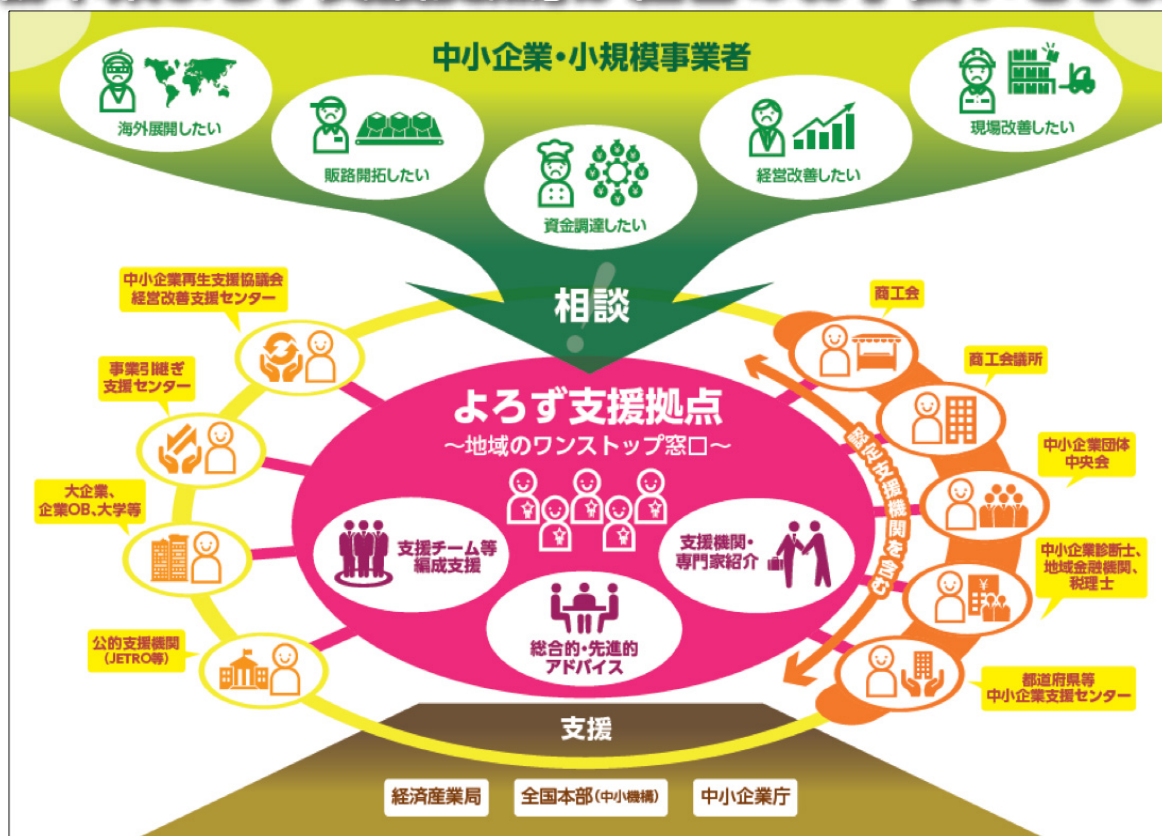 中小企業・小規模事業者
海外展開したい
販路開拓したい
資金調達したい
経営改善したい
現場改善したい
相談
中小企業再生支援協議会
経営改善支援センター
事業引継ぎ
支援センター
大企業、
企業OB、大学等
公的支援機関
(JETRO等)
よろず支援拠点
～地域のワンストップ窓口～
支援チーム等
編成支援
総合的・先進的
アドバイス
支援機関・
専門家紹介
認定支援機関を含む
商工会
商工会議所
中小企業団体
中央会
中小企業診断士、
地域金融機関、
税理士
都道府県等
中小企業支援センター
支援
経済産業局
全国本部(中小機構)
中小企業庁